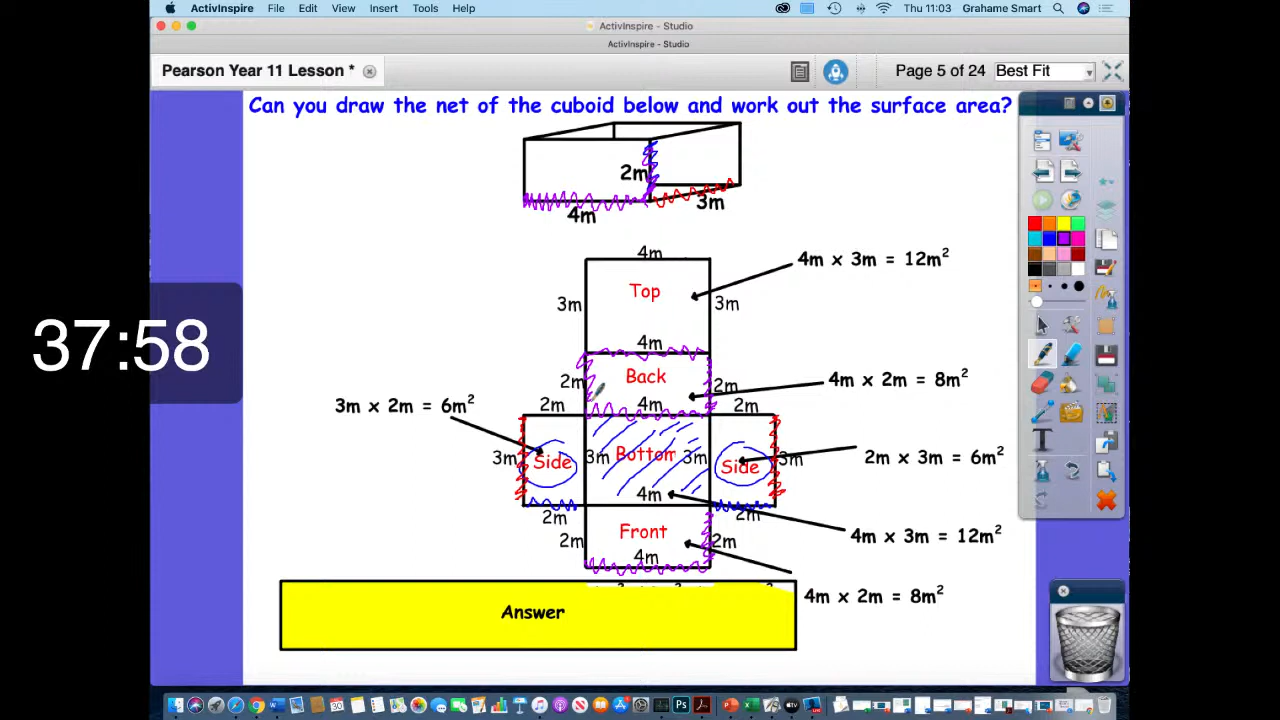 ActivInspire File Edit View Insert Tools Help Thu 11:03 Grahame Smart
ActivInspire - Studio
ActivInspire - Studio
Pearson Year 11 Lesson * Page 5 of 24 Best Fit
Can you draw the net of the cuboid below and work out the surface area?
2m
4m 3m
4m
4m x 3m = 12m²
Top
3m 3m
4m
Back
2m 2m
4m x 2m = 8m²
2m 4m 2m
3m x 2m = 6m²
3m Side 3m Bottom 3m Side 3m
2m x 3m = 6m²
4m
2m 2m
Front
2m 2m
4m x 3m = 12m²
4m
4m x 2m = 8m²
Answer
37:58